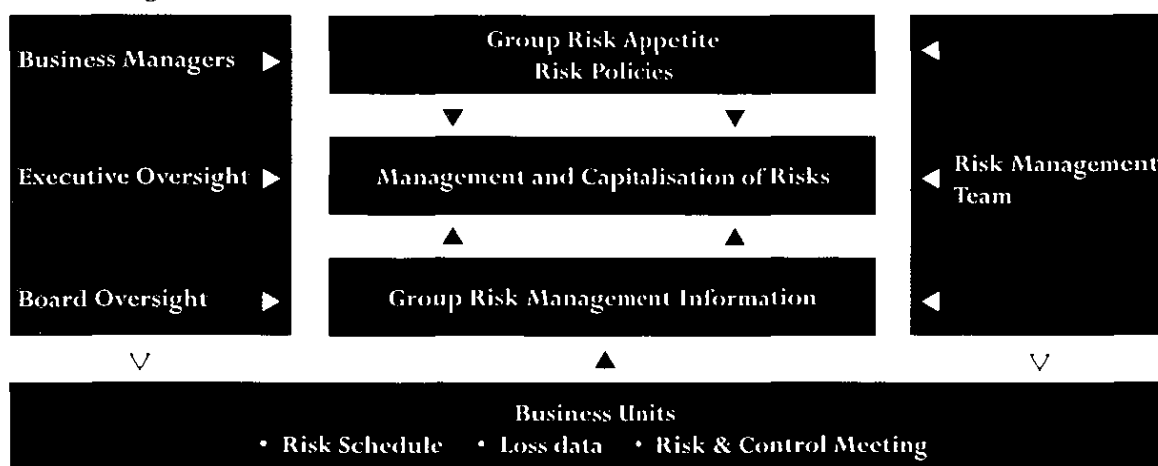 Business Managers
Group Risk Appetite
Risk Policies
Executive Oversight
Management and Capitalisation of Risks
Risk Management
Team
Board Oversight
Group Risk Management Information
Business Units
• Risk Schedule • Loss data • Risk & Control Meeting